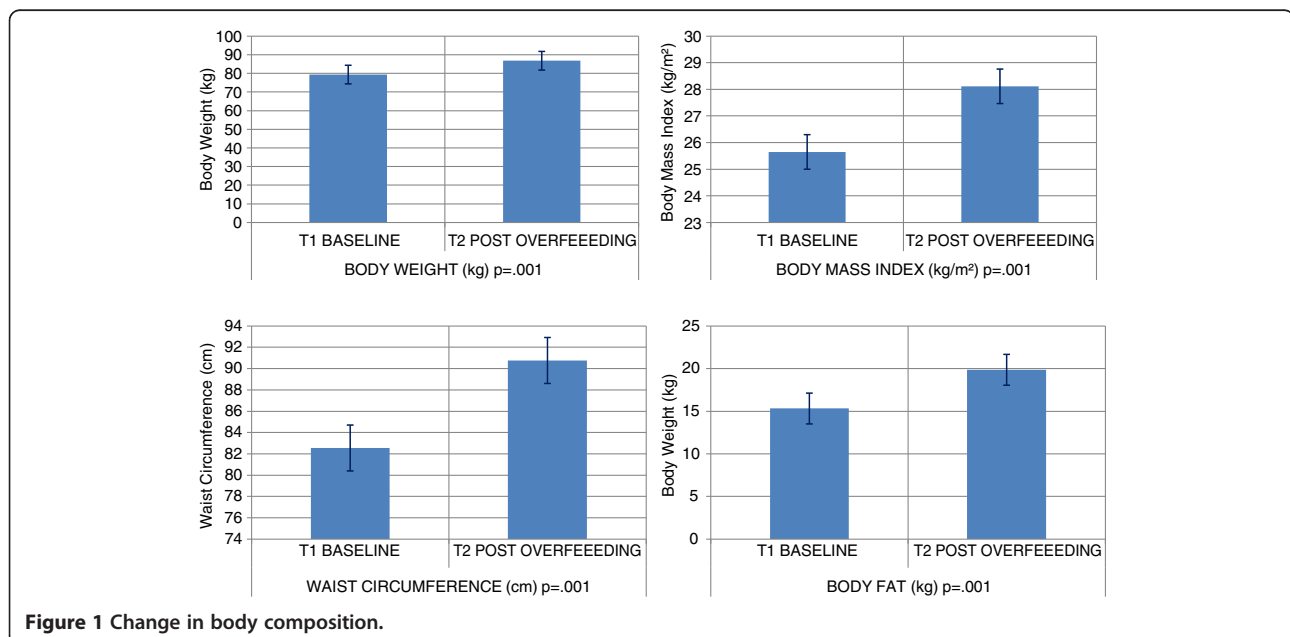 100
90
80
70
60
50
40
30
20
10
0
Body Weight (kg)
T1 BASELINE T2 POST OVERFEEEDING
BODY WEIGHT (kg) p=.001
30
29
28
27
26
25
24
23
Body Mass Index (kg/m²)
T1 BASELINE T2 POST OVERFEEEDING
BODY MASS INDEX (kg/m²) p=.001
94
92
90
88
86
84
82
80
78
76
74
Waist Circumference (cm)
T1 BASELINE T2 POST OVERFEEEDING
WAIST CIRCUMFERENCE (cm) p=.001
25
20
15
10
5
0
Body Weight (kg)
T1 BASELINE T2 POST OVERFEEEDING
BODY FAT (kg) p=.001
Figure 1 Change in body composition.